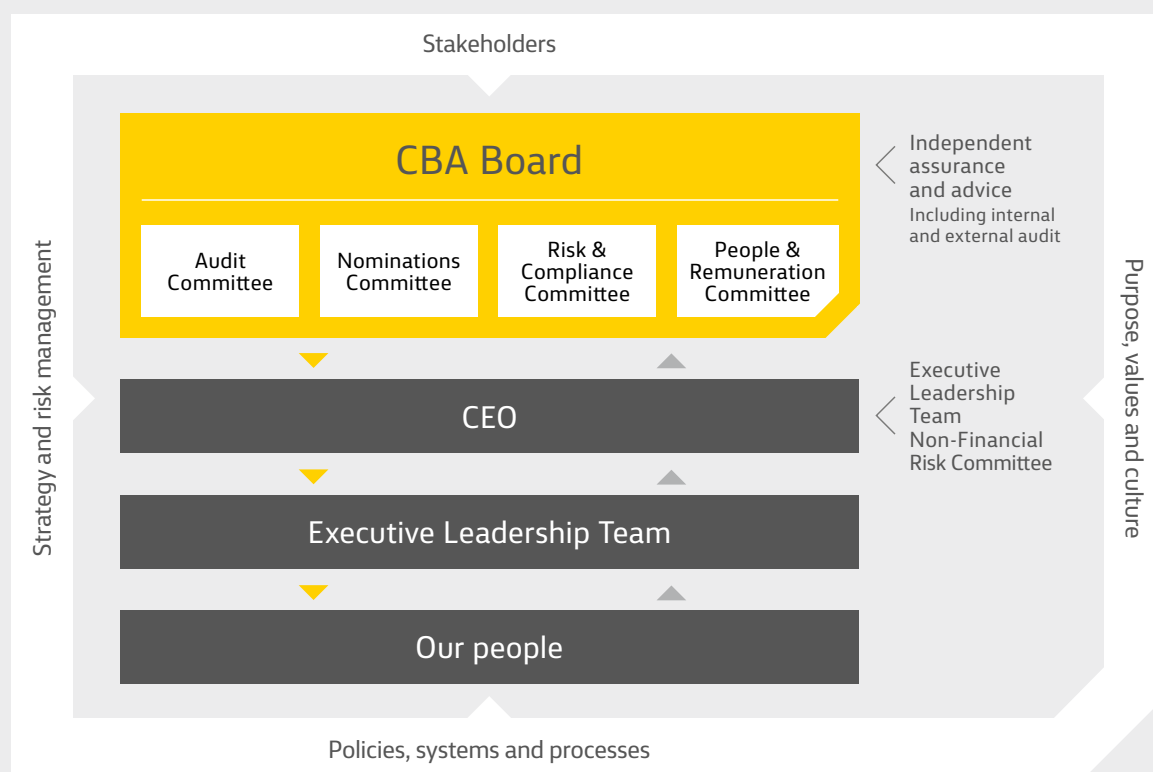 Stakeholders
CBA Board
Audit
Committee
Nominations
Committee
Risk &
Compliance
Committee
People &
Remuneration
Committee
Independent
assurance
and advice
Including internal
and external audit
Strategy and risk management
Purpose, values and culture
CEO
Executive
Leadership
Team
Non-Financial
Risk Committee
Executive Leadership Team
Our people
Policies, systems and processes